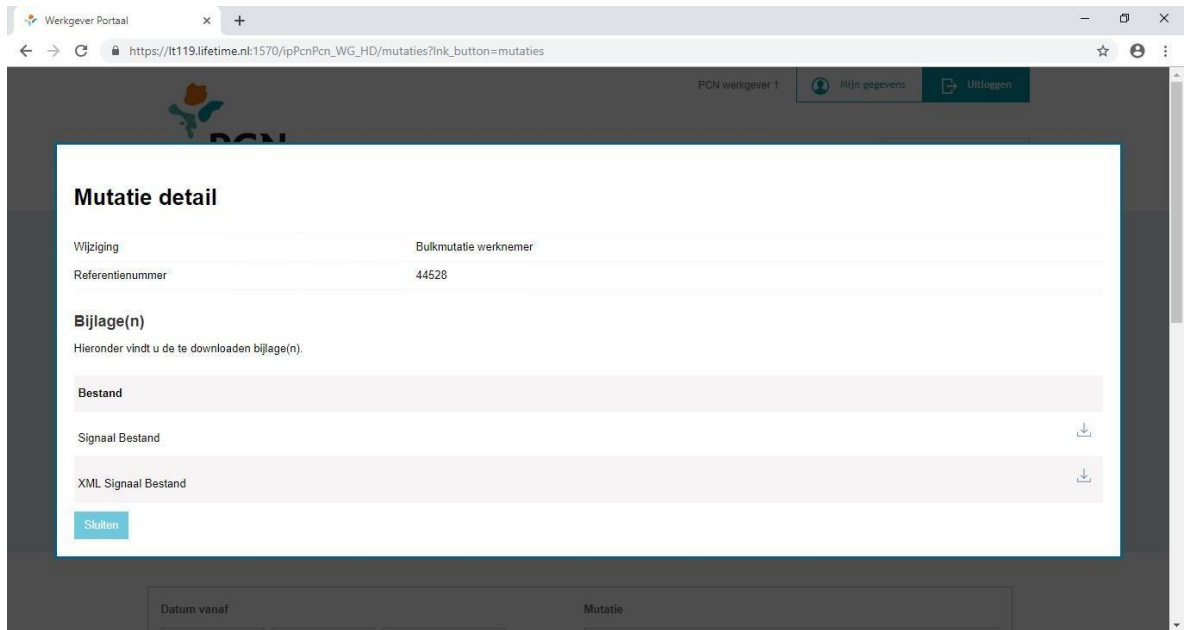 Werkgever Portaal
https://lt119.lifetime.nl:1570/ipPcnPcn_WG_HD/mutaties?lnk_button=mutaties
PCN werkgever 1
Mijn gegevens
Uitloggen
PCN
Mutatie detail
Wijziging Bulkmutatie werknemer
Referentienummer 44528
Bijlage(n)
Hieronder vindt u de te downloaden bijlage(n).
Bestand
Signaal Bestand
XML Signaal Bestand
Sluiten
Datum vanaf
Mutatie